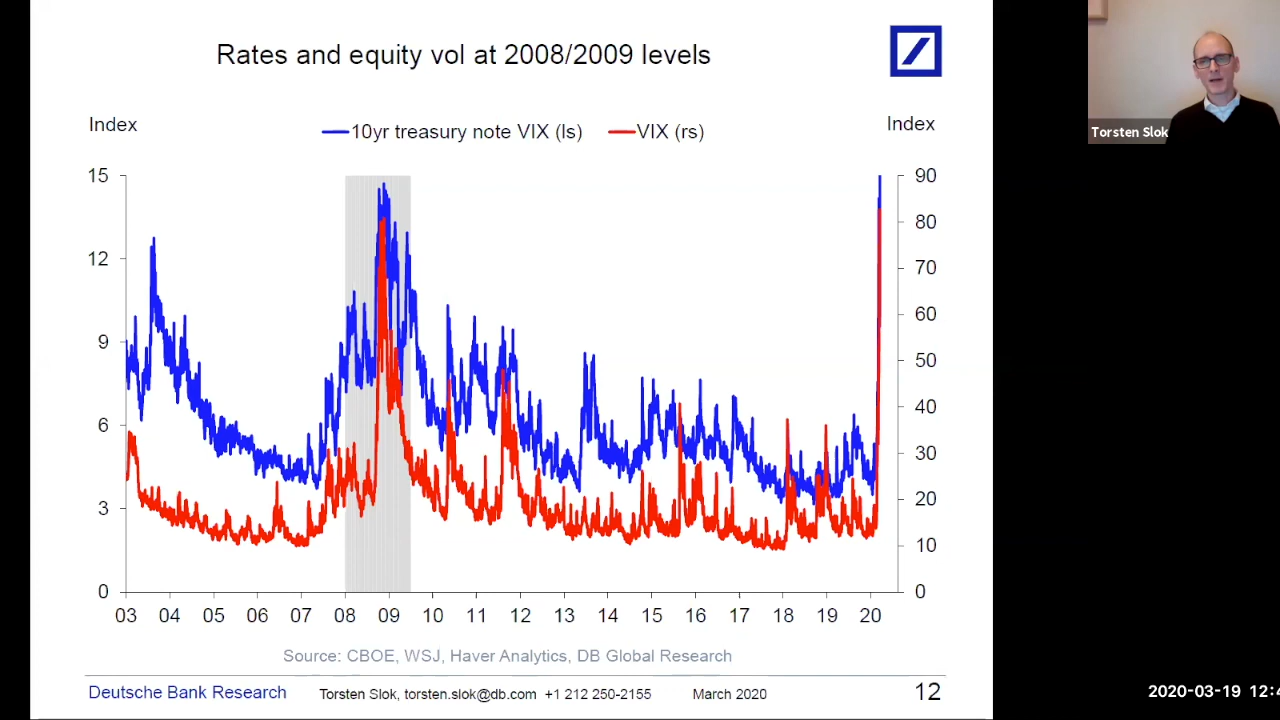 Rates and equity vol at 2008/2009 levels
Index
10yr treasury note VIX (ls)
VIX (rs)
Index
15
12
9
6
3
0
90
80
70
60
50
40
30
20
10
0
03 04 05 06 07 08 09 10 11 12 13 14 15 16 17 18 19 20
Source: CBOE, WSJ, Haver Analytics, DB Global Research
Deutsche Bank Research
Torsten Slok, torsten.slok@db.com +1 212 250-2155
March 2020
12
Torsten Slok
2020-03-19 12:4